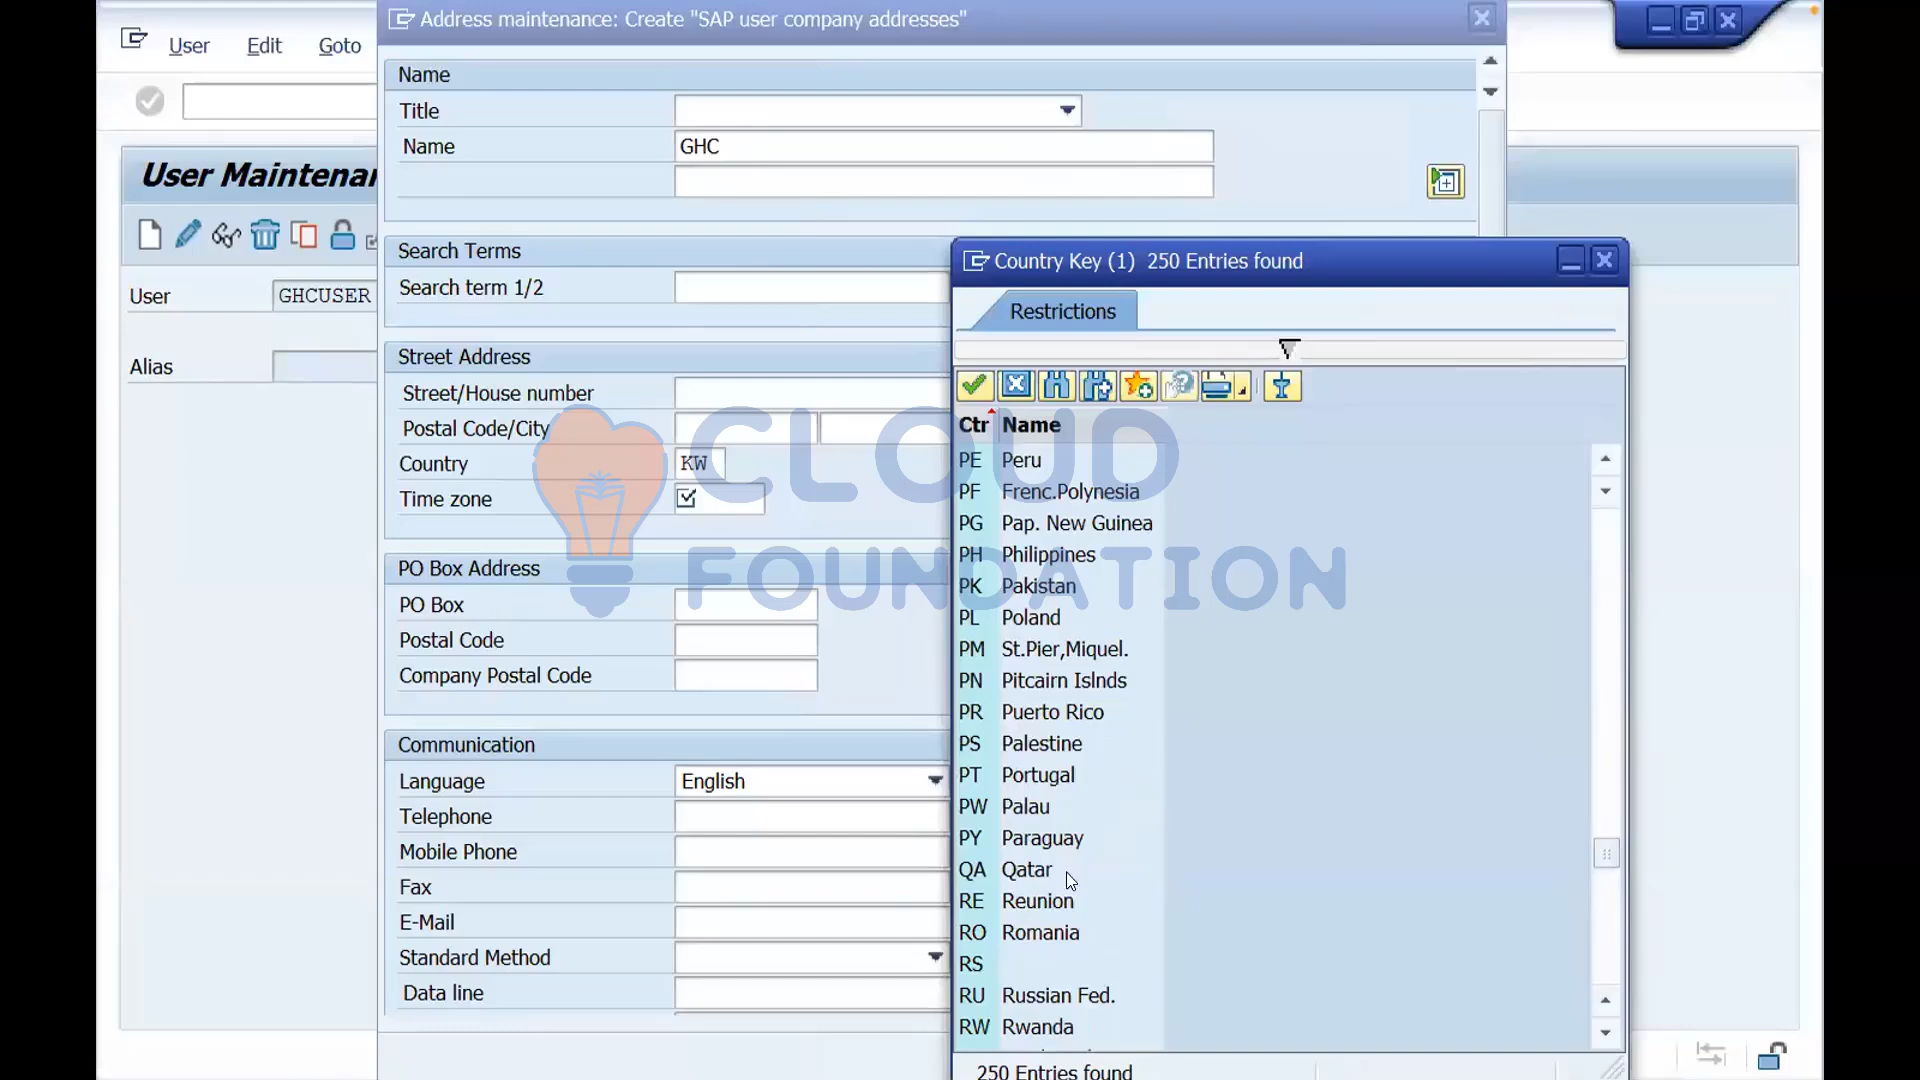 Address maintenance: Create "SAP user company addresses"
User Edit Goto
Name
Title
Name GHC
User Maintenan
Search Terms
Search term 1/2
Country Key (1) 250 Entries found
User GHCUSER
Restrictions
Street Address
Alias
Street/House number
Postal Code/City
Country KW
Time zone
CLOUD
FOUNDATION
Ctr Name
PE Peru
PF Frenc.Polynesia
PG Pap. New Guinea
PH Philippines
PK Pakistan
PL Poland
PM St.Pier,Miquel.
PN Pitcairn Islnds
PR Puerto Rico
PS Palestine
PT Portugal
PW Palau
PY Paraguay
QA Qatar
RE Reunion
RO Romania
RS
RU Russian Fed.
RW Rwanda
250 Entries found
PO Box Address
PO Box
Postal Code
Company Postal Code
Communication
Language English
Telephone
Mobile Phone
Fax
E-Mail
Standard Method
Data line